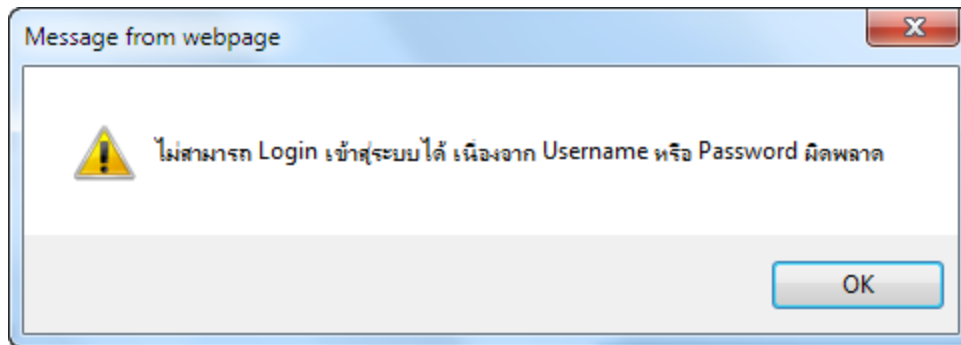 Message from webpage
ไม่สามารถ Login เข้าสู่ระบบได้ เนื่องจาก Username หรือ Password ผิดพลาด
OK